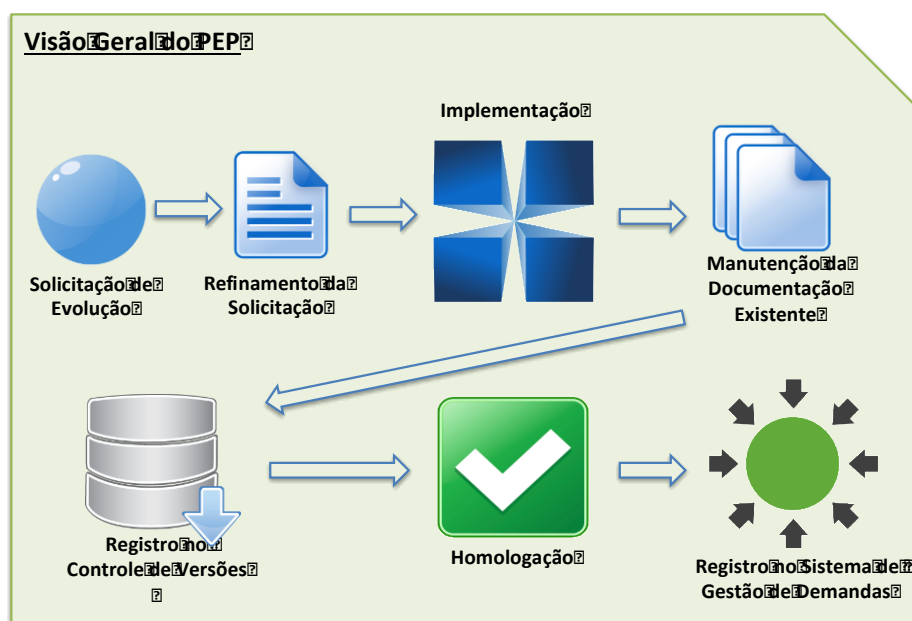 Visão Geral do PEP
Implementação
Solicitação de
Evolução
Refinamento da
Solicitação
Manutenção da
Documentação
Existente
Registro no
Controle de Versões
Homologação
Registro no Sistema de
Gestão de Demandas